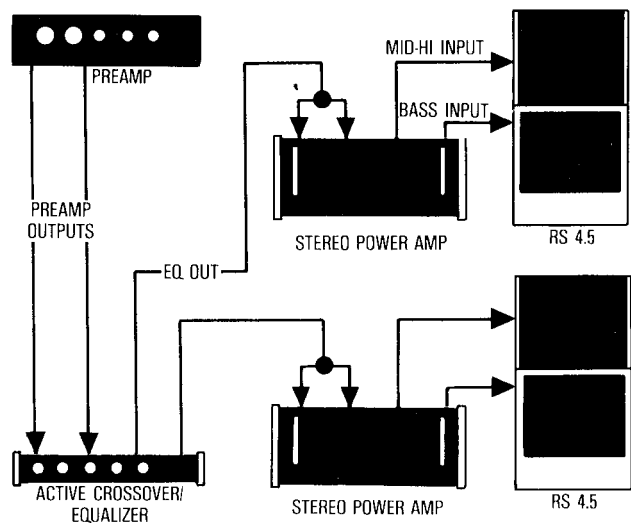 PREAMP
MID-HI INPUT
BASS INPUT
PREAMP
OUTPUTS
EQ OUT
STEREO POWER AMP
RS 4.5
ACTIVE CROSSOVER/
EQUALIZER
STEREO POWER AMP
RS 4.5